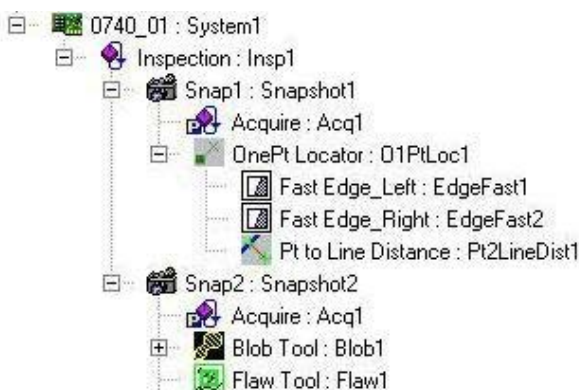 0740_01 : System1
Inspection : Insp1
Snap1 : Snapshot1
Acquire : Acq1
OnePt Locator : O1PtLoc1
Fast Edge_Left : EdgeFast1
Fast Edge_Right : EdgeFast2
Pt to Line Distance : Pt2LineDist1
Snap2 : Snapshot2
Acquire : Acq1
Blob Tool : Blob1
Flaw Tool : Flaw1